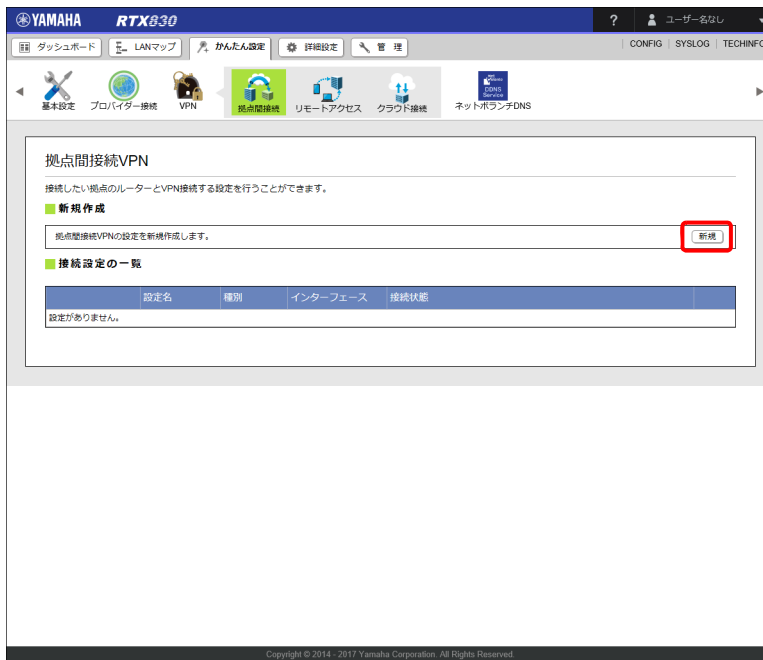 YAMAHA RTX830 ? ユーザー名なし
ダッシュボード LANマップ かんたん設定 詳細設定 管 理 CONFIG SYSLOG TECHINFO
基本設定 プロバイダー接続 VPN 拠点間接続 リモートアクセス クラウド接続 ネットボランチDNS
DDNS
Service
拠点間接続VPN
接続したい拠点のルーターとVPN接続する設定を行うことができます。
新規作成
拠点間接続VPNの設定を新規作成します。 新規
接続設定の一覧
設定名 種別 インターフェース 接続状態
設定がありません。
Copyright © 2014 - 2017 Yamaha Corporation. All Rights Reserved.